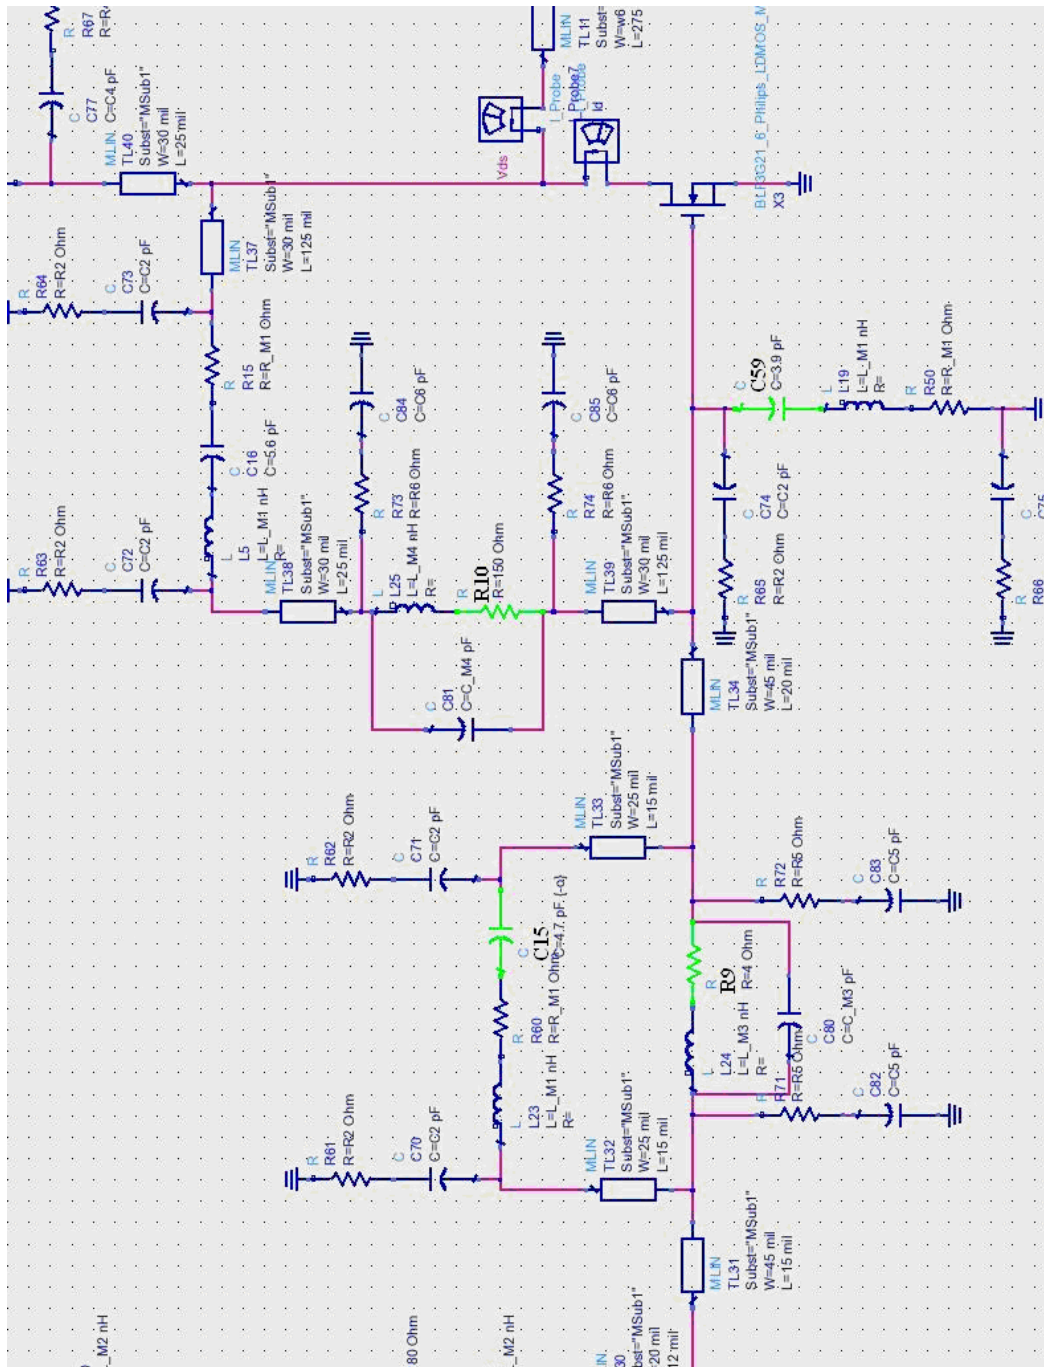 R
R67
C
C77
C=C4 pF
MLIN
TL40
Subst="MSub1"
W=30 mil
L=25 mil
MLIN
TL11
W=w6
L=275
I_Probe
I_Probe7
Id
Vds
BLF3G21_6_Philips_LDMOS_M
X3
R
R64
R=R2 Ohm
C
C73
C=C2 pF
MLIN
TL37
Subst="MSub1"
W=30 mil
L=125 mil
R
R15
R=R_M1 Ohm
C
C16
C=5.6 pF
L
L5
L=L_M1 nH
R=
R
R63
R=R2 Ohm
C
C72
C=C2 pF
MLIN
TL38
Subst="MSub1"
W=30 mil
L=25 mil
C
C84
C=C6 pF
R
R73
R=R6 Ohm
L
L25
L=L_M4 nH
R=
R
R10
R=150 Ohm
C
C81
C=C_M4 pF
C
C85
C=C6 pF
R
R74
R=R6 Ohm
MLIN
TL39
Subst="MSub1"
W=30 mil
L=125 mil
C
C59
C=3.9 pF
L
L19
L=L_M1 nH
R=
R
R50
R=R_M1 Ohm
C
C74
C=C2 pF
R
R65
R=R2 Ohm
C
R
R66
MLIN
TL34
Subst="MSub1"
W=45 mil
L=20 mil
MLIN
TL33
Subst="MSub1"
W=25 mil
L=15 mil
R
R62
R=R2 Ohm
C
C71
C=C2 pF
C
C15
C=4.7 pF {-o}
R
R60
R=R_M1 Ohm
L
L23
L=L_M1 nH
R=
R
R61
R=R2 Ohm
C
C70
C=C2 pF
MLIN
TL32
Subst="MSub1"
W=25 mil
L=15 mil
R
R72
R=R5 Ohm
C
C83
C=C5 pF
R
R9
R=4 Ohm
L
L24
L=L_M3 nH
R=
C
C80
C=C_M3 pF
R
R71
R=R5 Ohm
C
C82
C=C5 pF
MLIN
TL31
Subst="MSub1"
W=45 mil
L=15 mil
_M2 nH
80 Ohm
_M2 nH